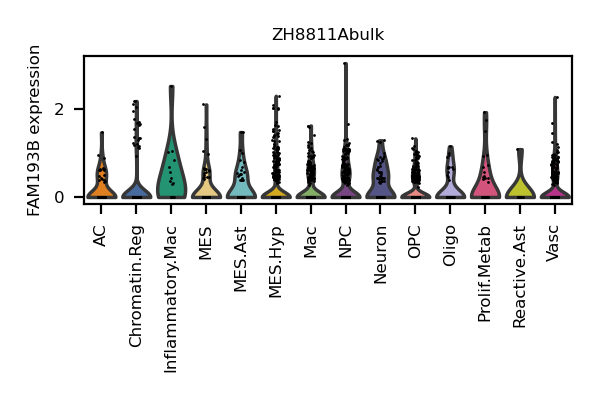 ZH8811Abulk
FAM193B expression
2
0
AC
Chromatin.Reg
Inflammatory.Mac
MES
MES.Ast
MES.Hyp
Mac
NPC
Neuron
OPC
Oligo
Prolif.Metab
Reactive.Ast
Vasc